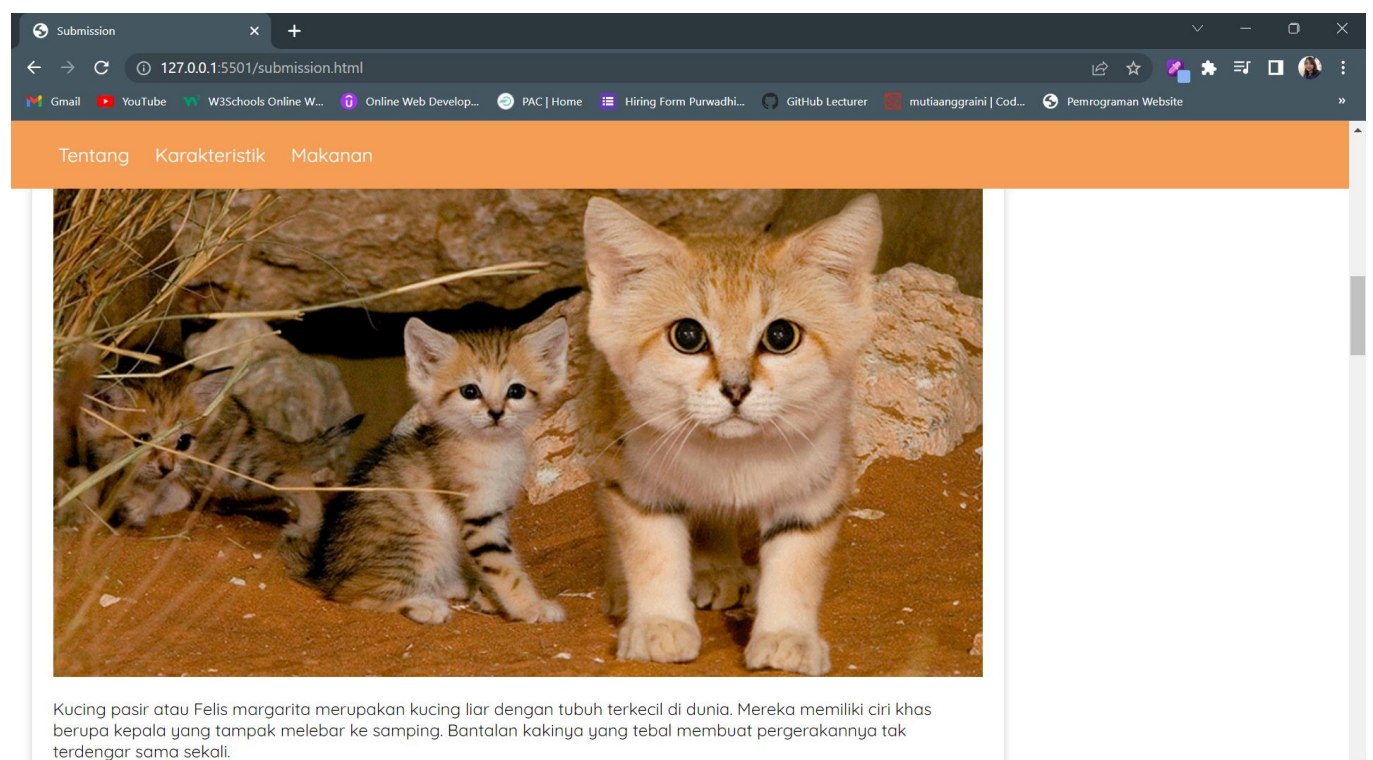 Submission
127.0.0.1:5501/submission.html
Gmail YouTube W3Schools Online W... Online Web Develop... PAC | Home Hiring Form Purwadhi... GitHub Lecturer mutiaanggraini | Cod... Pemrograman Website »
Tentang Karakteristik Makanan
Kucing pasir atau Felis margarita merupakan kucing liar dengan tubuh terkecil di dunia. Mereka memiliki ciri khas
berupa kepala yang tampak melebar ke samping. Bantalan kakinya yang tebal membuat pergerakannya tak
terdengar sama sekali.